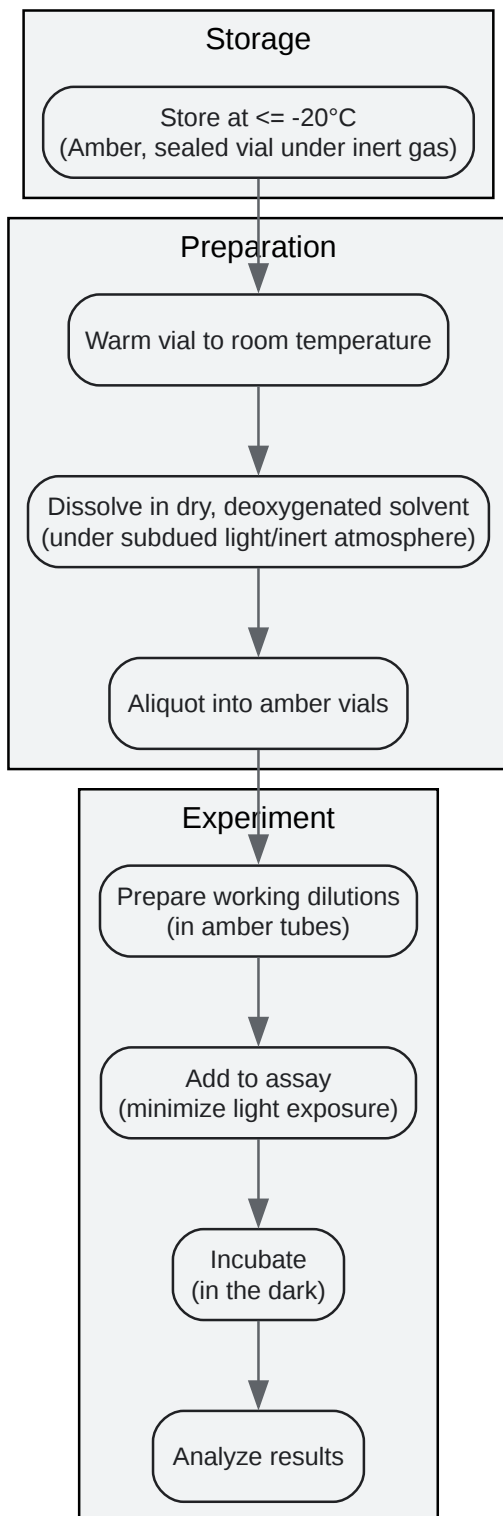 Storage
Store at <= -20°C
(Amber, sealed vial under inert gas)
Preparation
Warm vial to room temperature
Dissolve in dry, deoxygenated solvent
(under subdued light/inert atmosphere)
Aliquot into amber vials
Experiment
Prepare working dilutions
(in amber tubes)
Add to assay
(minimize light exposure)
Incubate
(in the dark)
Analyze results